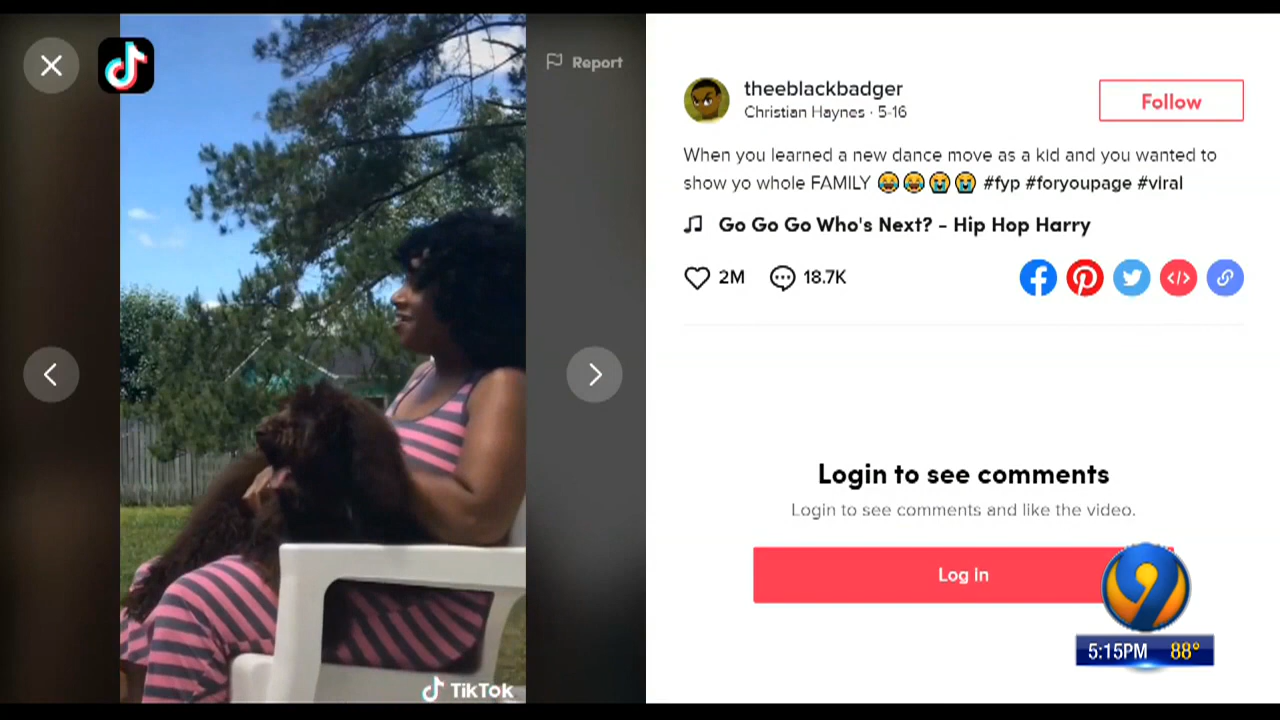 Report
theeblackbadger
Christian Haynes · 5-16
Follow
When you learned a new dance move as a kid and you wanted to
show yo whole FAMILY 😂😂😭😭 #fyp #foryoupage #viral
Go Go Go Who's Next? - Hip Hop Harry
2M 18.7K
Login to see comments
Login to see comments and like the video.
Log in
9
5:15PM 88°
TikTok